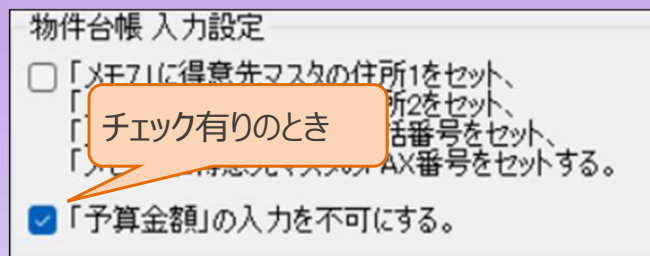 物件台帳 入力設定
「メモ7」に得意先マスタの住所1をセット、
所2をセット、
話番号をセット、
AX番号をセットする。
チェック有りのとき
「予算金額」の入力を不可にする。